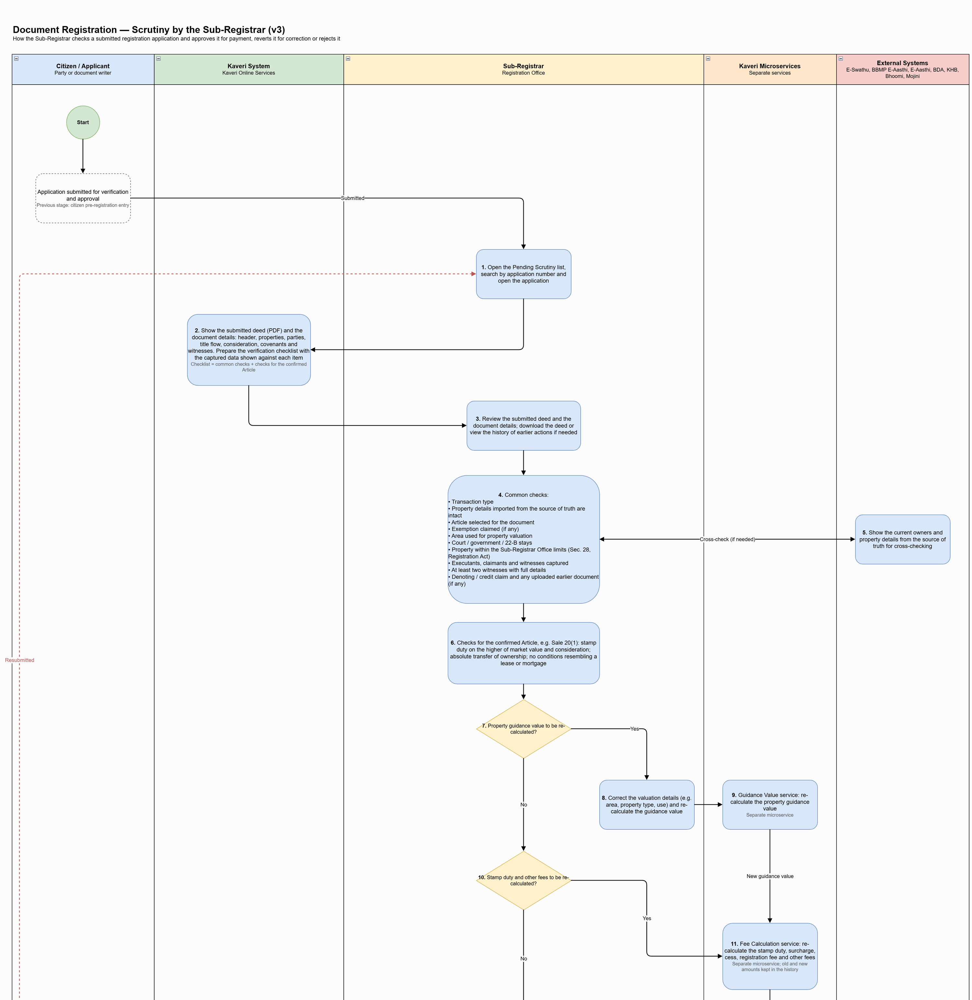 Document Registration — Scrutiny by the Sub-Registrar (v3)
How the Sub-Registrar checks a submitted registration application and approves it for payment, reverts it for correction or rejects it
Citizen / Applicant
Party or document writer
Kaveri System
Kaveri Online Services
Sub-Registrar
Registration Office
Kaveri Microservices
Separate services
External Systems
E-Swathu, BBMP E-Aasthi, E-Aasthi, BDA, KHB,
Bhoomi, Mojini
Start
Application submitted for verification
and approval
Previous stage: citizen pre-registration entry
Submitted
1. Open the Pending Scrutiny list,
search by application number and
open the application
2. Show the submitted deed (PDF) and the
document details: header, properties, parties,
title flow, consideration, covenants and
witnesses. Prepare the verification checklist with
the captured data shown against each item
Checklist = common checks + checks for the confirmed
Article
3. Review the submitted deed and the
document details; download the deed or
view the history of earlier actions if needed
4. Common checks:
• Transaction type
• Property details imported from the source of truth are
intact
• Article selected for the document
• Exemption claimed (if any)
• Area used for property valuation
• Court / government / 22-B stays
• Property within the Sub-Registrar Office limits (Sec. 28,
Registration Act)
• Executants, claimants and witnesses captured
• At least two witnesses with full details
• Denoting / credit claim and any uploaded earlier document
(if any)
Cross-check (if needed)
5. Show the current owners and
property details from the source of
truth for cross-checking
6. Checks for the confirmed Article, e.g. Sale 20(1): stamp
duty on the higher of market value and consideration;
absolute transfer of ownership; no conditions resembling a
lease or mortgage
Resubmitted
7. Property guidance value to be re-
calculated?
Yes
No
8. Correct the valuation details (e.g.
area, property type, use) and re-
calculate the guidance value
9. Guidance Value service: re-
calculate the property guidance
value
Separate microservice
New guidance value
10. Stamp duty and other fees to be re-
calculated?
Yes
No
11. Fee Calculation service: re-
calculate the stamp duty, surcharge,
cess, registration fee and other fees
Separate microservice; old and new
amounts kept in the history